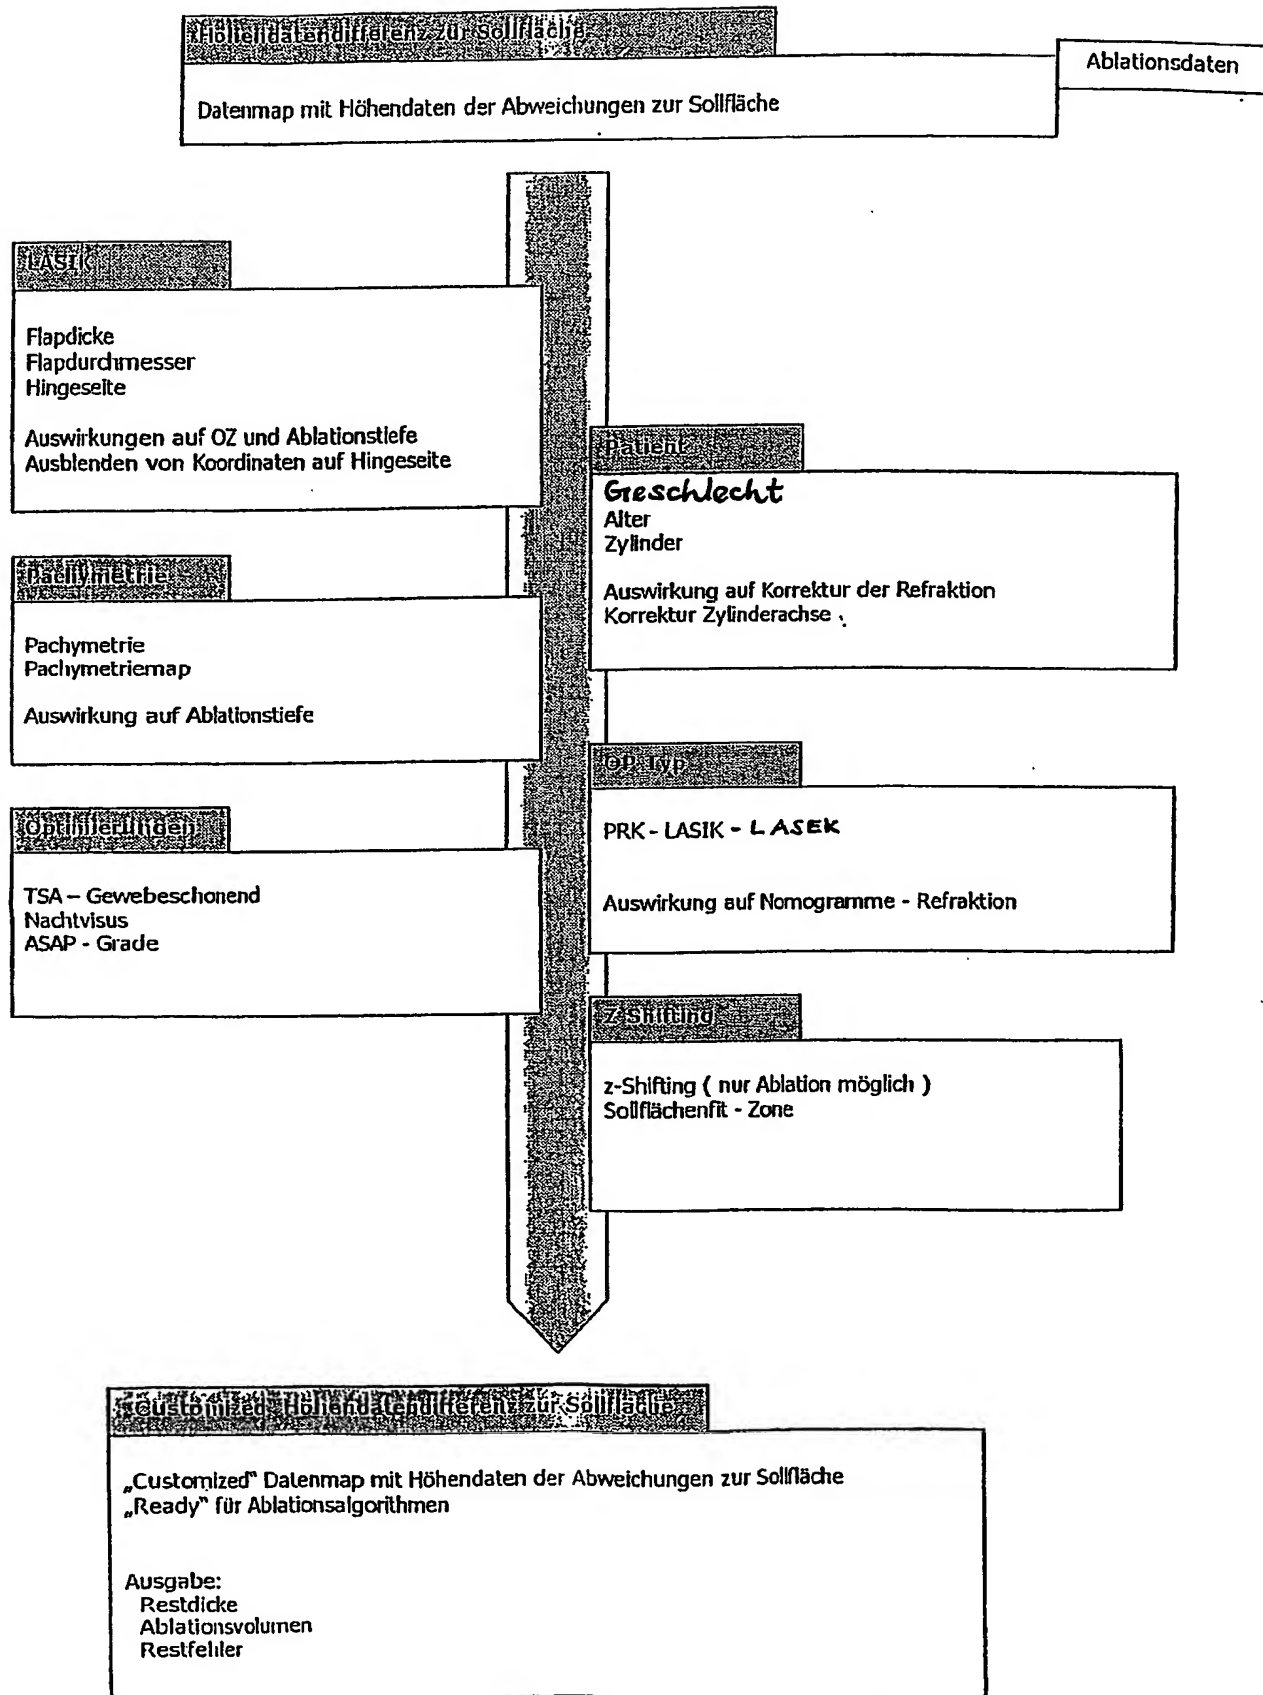 Höhendatendifferenz zur Sollfläche
Ablationsdaten
Datenmap mit Höhendaten der Abweichungen zur Sollfläche
LASIK
Flapdicke
Flapdurchmesser
Hingeseite
Auswirkungen auf OZ und Ablationstiefe
Ausblenden von Koordinaten auf Hingeseite
Patient
Geschlecht
Alter
Zylinder
Auswirkung auf Korrektur der Refraktion
Korrektur Zylinderachse
Pachymetrie
Pachymetrie
Pachymetriemap
Auswirkung auf Ablationstiefe
OP Typ
PRK - LASIK - LASEK
Auswirkung auf Nomogramme - Refraktion
Optimierungen
TSA – Gewebeschonend
Nachtvisus
ASAP - Grade
Z Shifting
z-Shifting ( nur Ablation möglich )
Sollflächenfit - Zone
„Customized“ Höhendatendifferenz zur Sollfläche
„Customized“ Datenmap mit Höhendaten der Abweichungen zur Sollfläche
„Ready“ für Ablationsalgorithmen
Ausgabe:
Restdicke
Ablationsvolumen
Restfehler